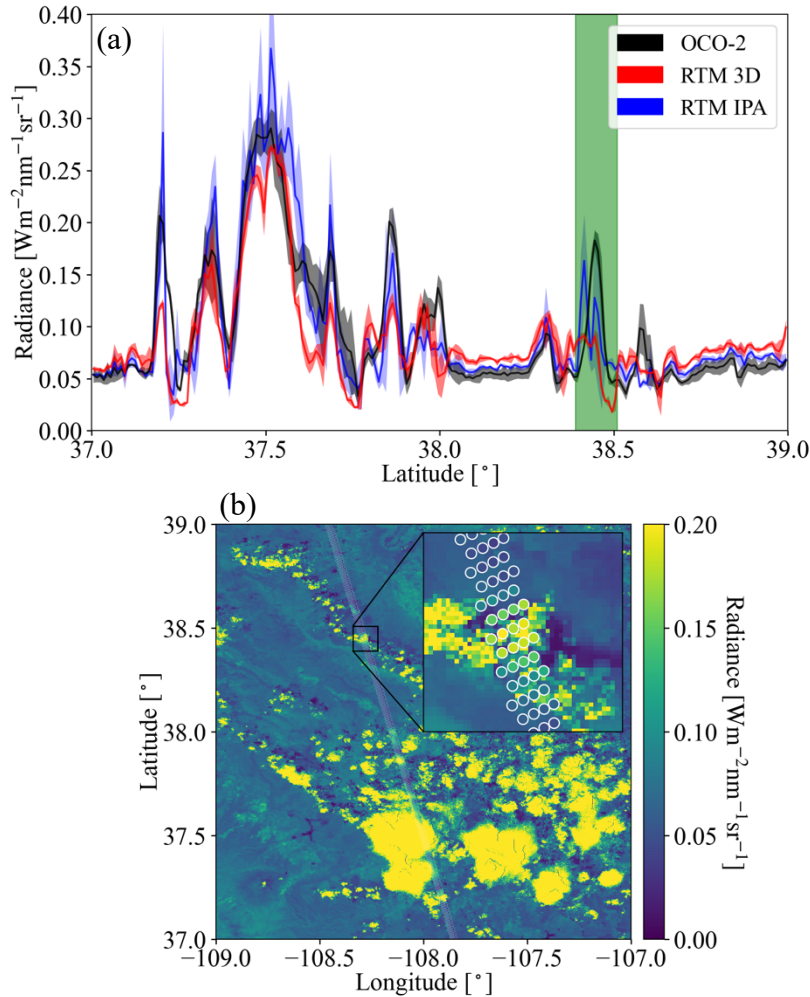 (a)
0.40
0.35
0.30
0.25
0.20
0.15
0.10
0.05
0.00
Radiance [Wm⁻²nm⁻¹sr⁻¹]
OCO-2
RTM 3D
RTM IPA
37.0 37.5 38.0 38.5 39.0
Latitude [°]
(b)
39.0
38.5
38.0
37.5
37.0
Latitude [°]
−109.0 −108.5 −108.0 −107.5 −107.0
Longitude [°]
0.20
0.15
0.10
0.05
0.00
Radiance [Wm⁻²nm⁻¹sr⁻¹]